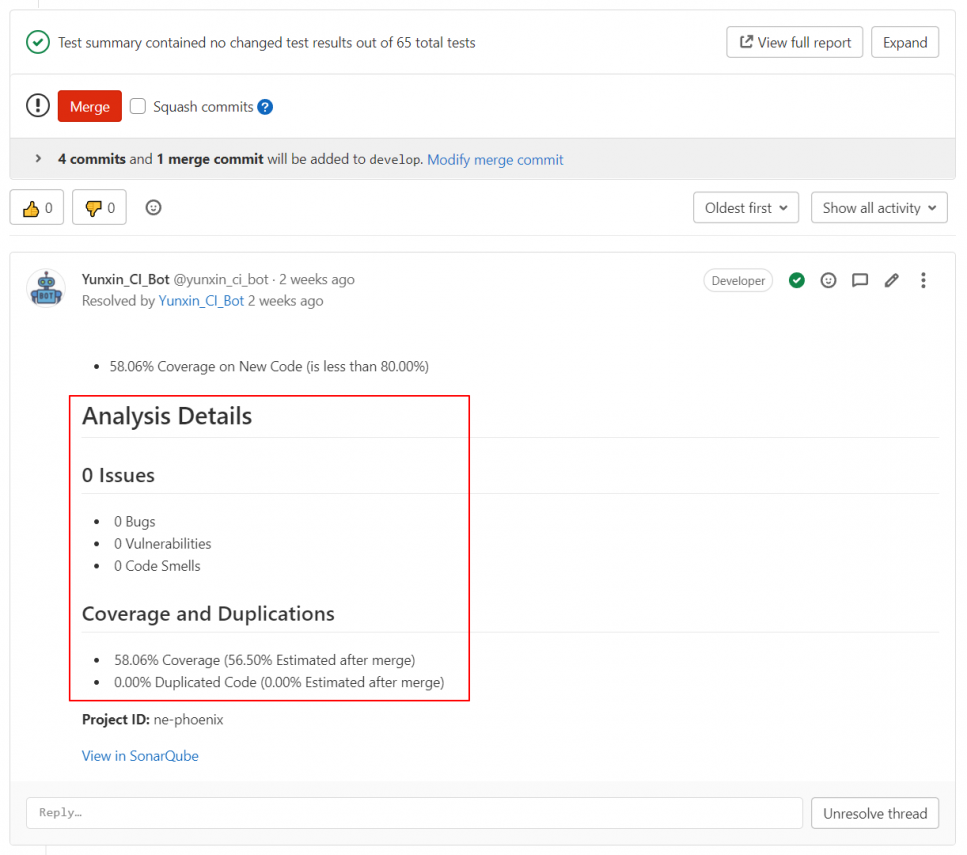 Test summary contained no changed test results out of 65 total tests
View full report
Expand
Merge
Squash commits
4 commits and 1 merge commit will be added to develop. Modify merge commit
0
0
Oldest first
Show all activity
Yunxin_CI_Bot @yunxin_ci_bot · 2 weeks ago
Developer
Resolved by Yunxin_CI_Bot 2 weeks ago
BOT
• 58.06% Coverage on New Code (is less than 80.00%)
Analysis Details
0 Issues
• 0 Bugs
• 0 Vulnerabilities
• 0 Code Smells
Coverage and Duplications
• 58.06% Coverage (56.50% Estimated after merge)
• 0.00% Duplicated Code (0.00% Estimated after merge)
Project ID: ne-phoenix
View in SonarQube
Reply…
Unresolve thread